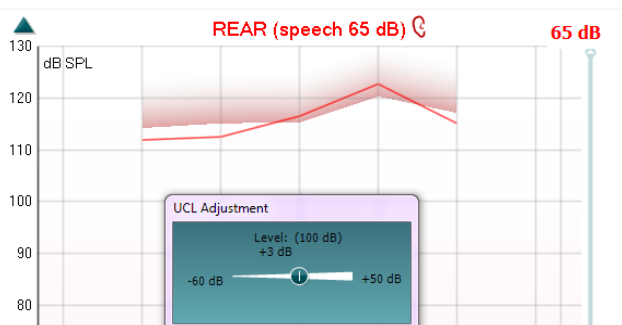 REAR (speech 65 dB)
65 dB
130
dB SPL
120
110
100
UCL Adjustment
Level: (100 dB)
+3 dB
90
-60 dB
+50 dB
80